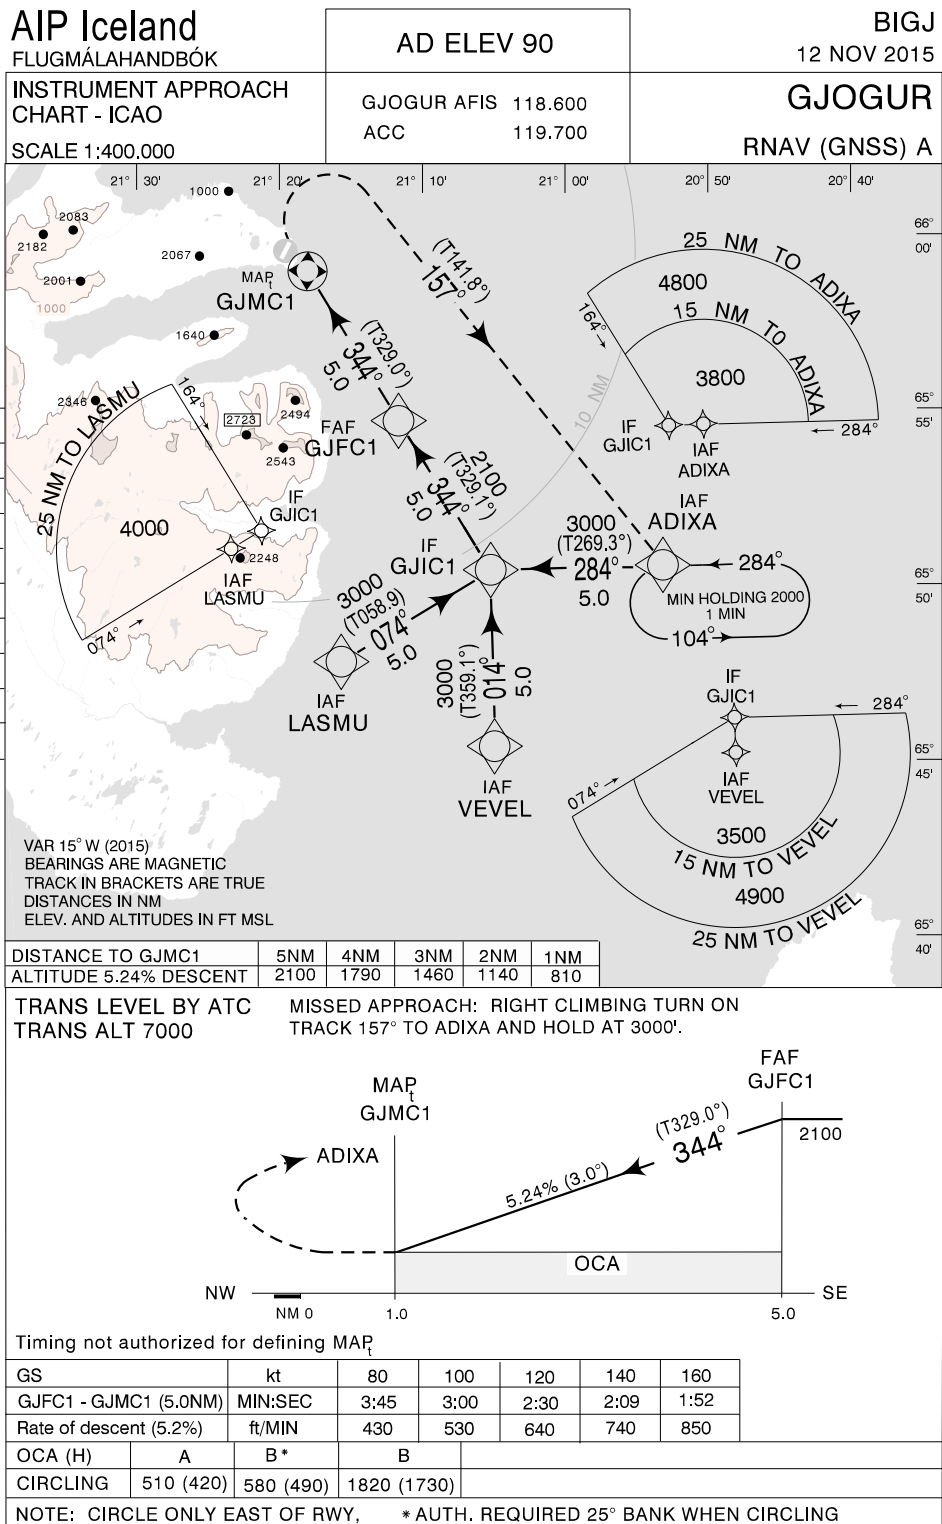 AIP Iceland
FLUGMÁLAHANDBÓK
AD ELEV 90
BIGJ
12 NOV 2015
INSTRUMENT APPROACH
CHART - ICAO
SCALE 1:400.000
GJOGUR AFIS 118.600
ACC 119.700
GJOGUR
RNAV (GNSS) A
21° 30'
21° 20'
21° 10'
21° 00'
20° 50'
20° 40'
66° 00'
65° 55'
65° 50'
65° 45'
65° 40'
1000
2083
2182
2067
2001
1000
1640
2346
2723
2494
2543
2248
MAPt
GJMC1
(T141.8°)
157°
(T329.0°)
344°
5.0
FAF
GJFC1
2100
(T329.1°)
344°
5.0
10 NM
25 NM TO ADIXA
4800
15 NM TO ADIXA
3800
164°
284°
IF
GJIC1
IAF
ADIXA
25 NM TO LASMU
4000
164°
074°
IF
GJIC1
IAF
LASMU
IF
GJIC1
IAF
ADIXA
3000
(T269.3°)
284°
5.0
284°
MIN HOLDING 2000
1 MIN
104°
3000
(T058.9)
074°
5.0
IAF
LASMU
3000
(T359.1°)
014°
5.0
IAF
VEVEL
IF
GJIC1
284°
074°
IAF
VEVEL
3500
15 NM TO VEVEL
4900
25 NM TO VEVEL
VAR 15° W (2015)
BEARINGS ARE MAGNETIC
TRACK IN BRACKETS ARE TRUE
DISTANCES IN NM
ELEV. AND ALTITUDES IN FT MSL
DISTANCE TO GJMC1 5NM 4NM 3NM 2NM 1NM
ALTITUDE 5.24% DESCENT 2100 1790 1460 1140 810
TRANS LEVEL BY ATC
TRANS ALT 7000
MISSED APPROACH: RIGHT CLIMBING TURN ON
TRACK 157° TO ADIXA AND HOLD AT 3000'.
MAPt
GJMC1
FAF
GJFC1
ADIXA
(T329.0°)
344°
2100
5.24% (3.0°)
OCA
NW
SE
NM 0
1.0
5.0
Timing not authorized for defining MAPt
GS kt 80 100 120 140 160
GJFC1 - GJMC1 (5.0NM) MIN:SEC 3:45 3:00 2:30 2:09 1:52
Rate of descent (5.2%) ft/MIN 430 530 640 740 850
OCA (H) A B* B
CIRCLING 510 (420) 580 (490) 1820 (1730)
NOTE: CIRCLE ONLY EAST OF RWY, * AUTH. REQUIRED 25° BANK WHEN CIRCLING